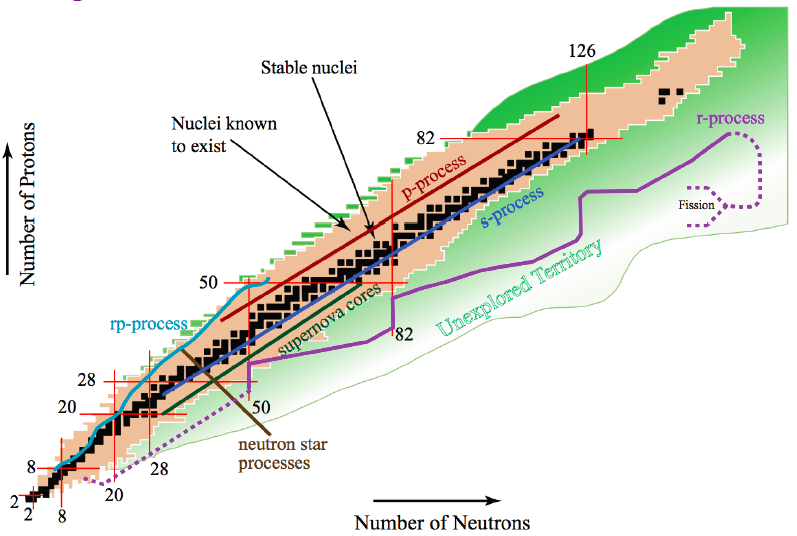 126
Stable nuclei
Nuclei known
to exist
82
p-process
r-process
s-process
Fission
Number of Protons
50
rp-process
supernova cores
Unexplored Territory
82
28
20
50
neutron star
processes
8
28
20
2
2
8
Number of Neutrons